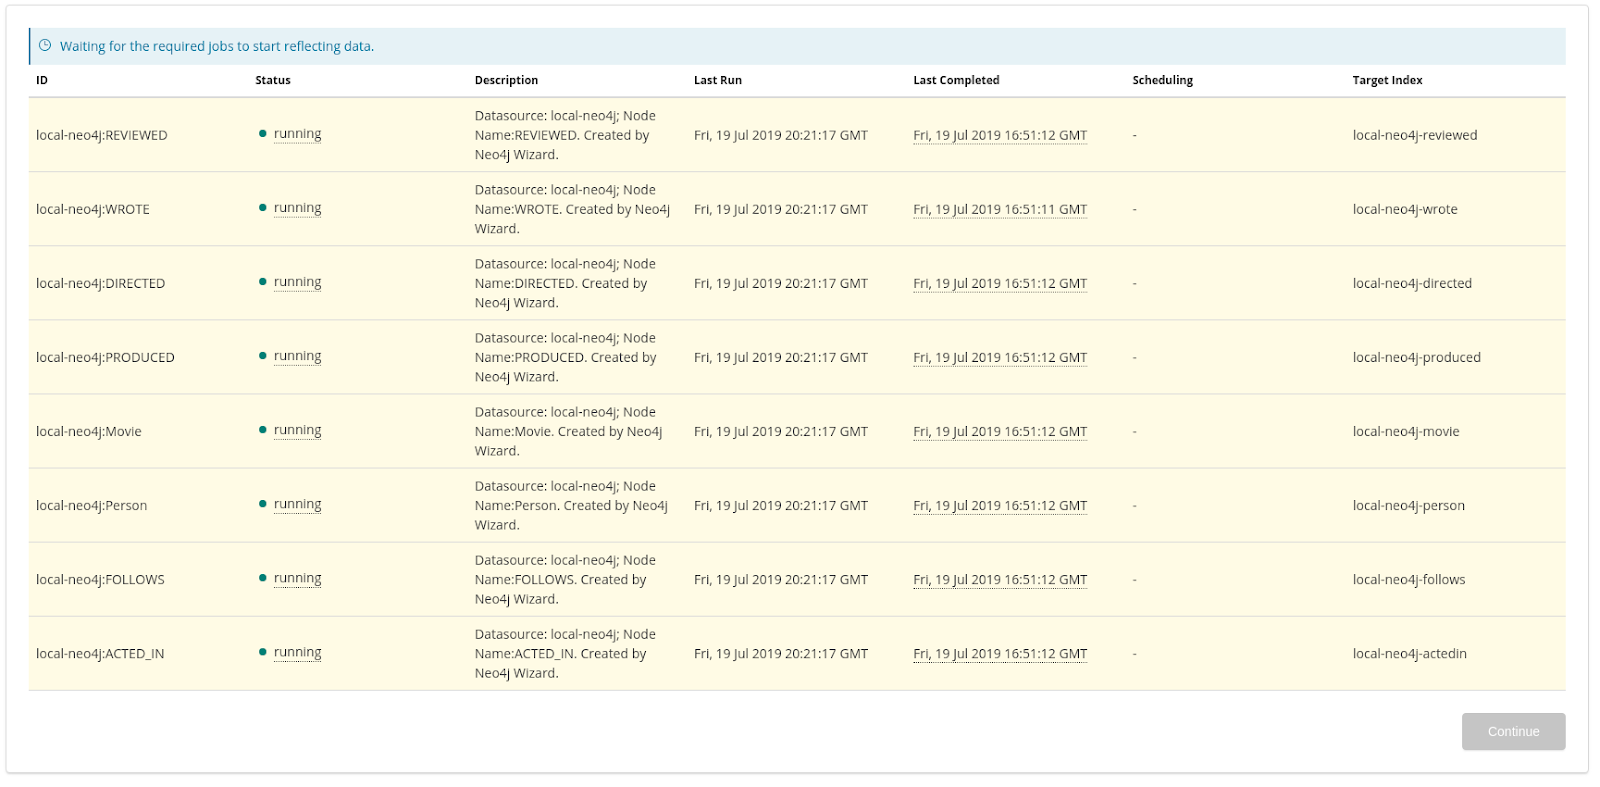 Waiting for the required jobs to start reflecting data.
ID Status Description Last Run Last Completed Scheduling Target Index
Datasource: local-neo4j; Node
local-neo4j:REVIEWED running Name:REVIEWED. Created by Fri, 19 Jul 2019 20:21:17 GMT Fri, 19 Jul 2019 16:51:12 GMT - local-neo4j-reviewed
Neo4j Wizard.
Datasource: local-neo4j; Node
local-neo4j:WROTE running Name:WROTE. Created by Neo4j Fri, 19 Jul 2019 20:21:17 GMT Fri, 19 Jul 2019 16:51:11 GMT - local-neo4j-wrote
Wizard.
Datasource: local-neo4j; Node
local-neo4j:DIRECTED running Name:DIRECTED. Created by Fri, 19 Jul 2019 20:21:17 GMT Fri, 19 Jul 2019 16:51:12 GMT - local-neo4j-directed
Neo4j Wizard.
Datasource: local-neo4j; Node
local-neo4j:PRODUCED running Name:PRODUCED. Created by Fri, 19 Jul 2019 20:21:17 GMT Fri, 19 Jul 2019 16:51:12 GMT - local-neo4j-produced
Neo4j Wizard.
Datasource: local-neo4j; Node
local-neo4j:Movie running Name:Movie. Created by Neo4j Fri, 19 Jul 2019 20:21:17 GMT Fri, 19 Jul 2019 16:51:12 GMT - local-neo4j-movie
Wizard.
Datasource: local-neo4j; Node
local-neo4j:Person running Name:Person. Created by Neo4j Fri, 19 Jul 2019 20:21:17 GMT Fri, 19 Jul 2019 16:51:12 GMT - local-neo4j-person
Wizard.
Datasource: local-neo4j; Node
local-neo4j:FOLLOWS running Name:FOLLOWS. Created by Fri, 19 Jul 2019 20:21:17 GMT Fri, 19 Jul 2019 16:51:12 GMT - local-neo4j-follows
Neo4j Wizard.
Datasource: local-neo4j; Node
local-neo4j:ACTED_IN running Name:ACTED_IN. Created by Fri, 19 Jul 2019 20:21:17 GMT Fri, 19 Jul 2019 16:51:12 GMT - local-neo4j-actedin
Neo4j Wizard.
Continue